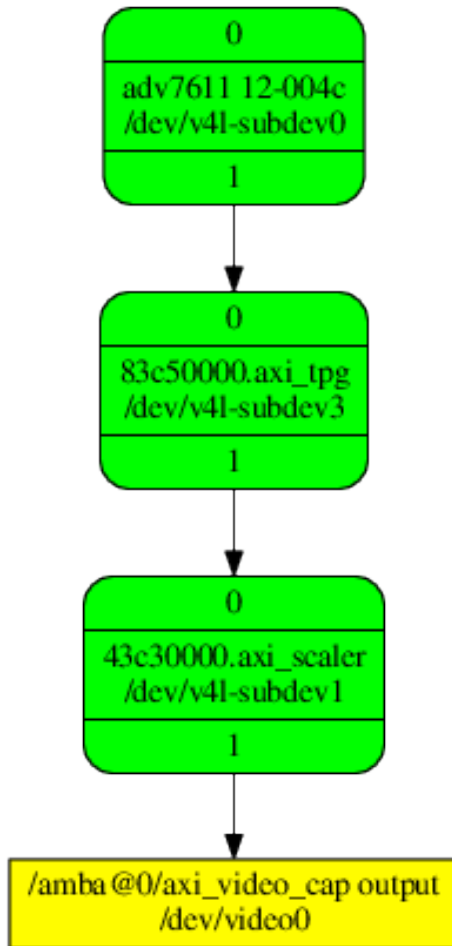 0
adv7611 12-004c
/dev/v4l-subdev0
1
0
83c50000.axi_tpg
/dev/v4l-subdev3
1
0
43c30000.axi_scaler
/dev/v4l-subdev1
1
/amba@0/axi_video_cap output
/dev/video0